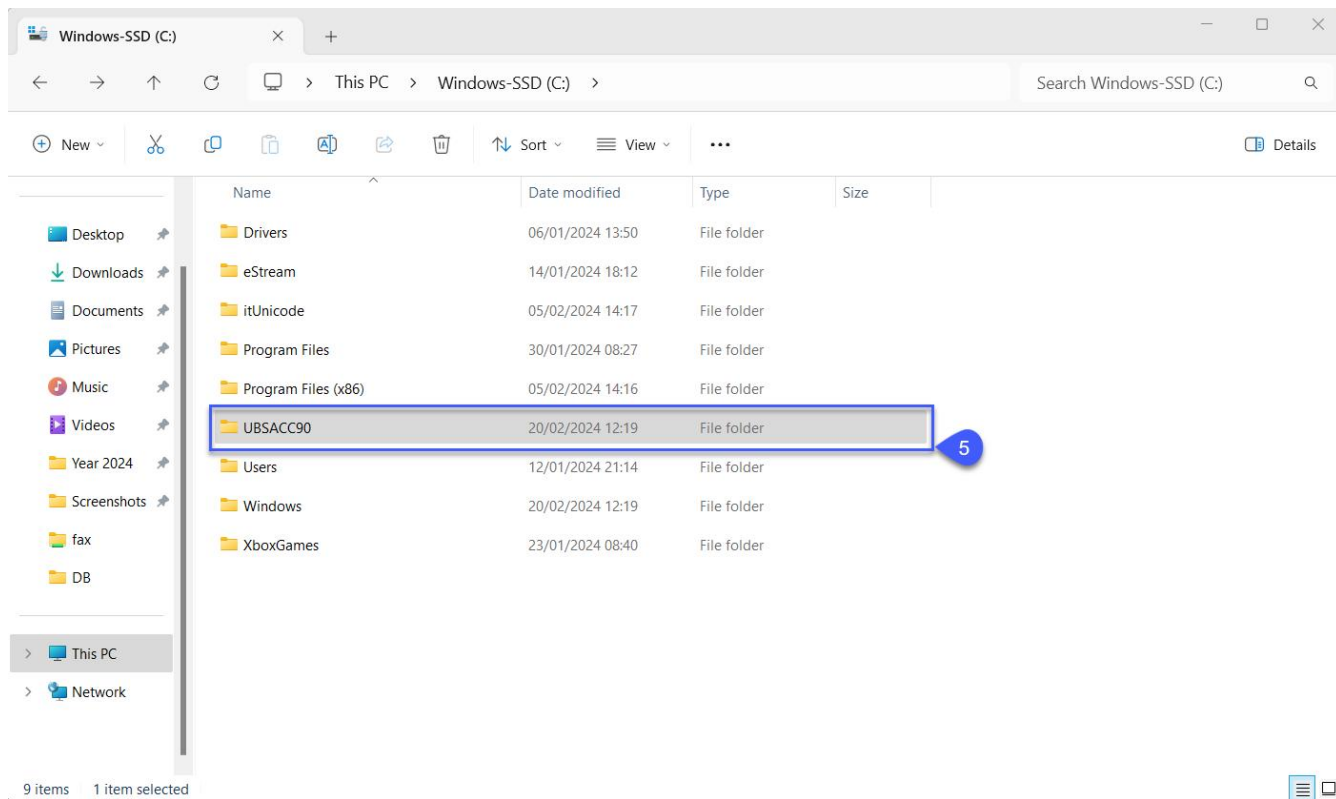 Windows-SSD (C:)
This PC > Windows-SSD (C:) >
Search Windows-SSD (C:)
New
Sort
View
Details
Name Date modified Type Size
Desktop
Downloads
Documents
Pictures
Music
Videos
Year 2024
Screenshots
fax
DB
This PC
Network
Drivers 06/01/2024 13:50 File folder
eStream 14/01/2024 18:12 File folder
itUnicode 05/02/2024 14:17 File folder
Program Files 30/01/2024 08:27 File folder
Program Files (x86) 05/02/2024 14:16 File folder
UBSACC90 20/02/2024 12:19 File folder
5
Users 12/01/2024 21:14 File folder
Windows 20/02/2024 12:19 File folder
XboxGames 23/01/2024 08:40 File folder
9 items 1 item selected